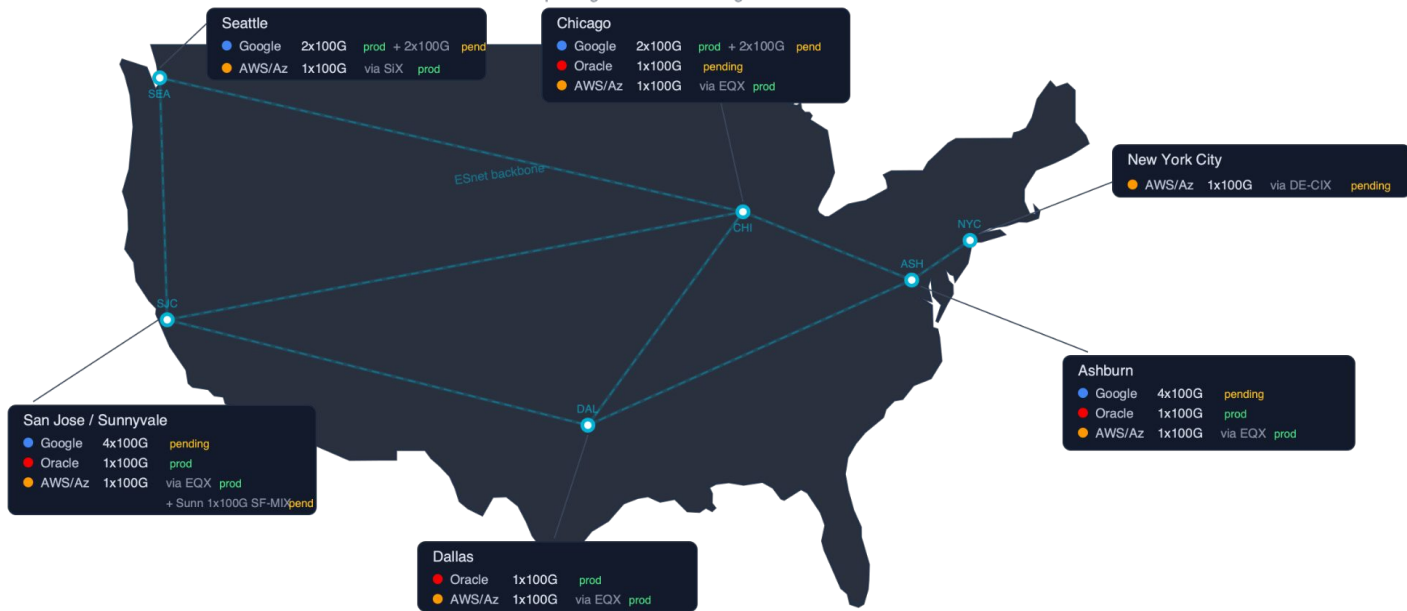 Seattle
Google 2x100G prod + 2x100G pend
AWS/Az 1x100G via SiX prod
Chicago
Google 2x100G prod + 2x100G pend
Oracle 1x100G pending
AWS/Az 1x100G via EQX prod
SEA
ESnet backbone
New York City
AWS/Az 1x100G via DE-CIX pending
CHI
NYC
ASH
SJC
Ashburn
Google 4x100G pending
Oracle 1x100G prod
AWS/Az 1x100G via EQX prod
DAL
San Jose / Sunnyvale
Google 4x100G pending
Oracle 1x100G prod
AWS/Az 1x100G via EQX prod
+ Sunn 1x100G SF-MIX pend
Dallas
Oracle 1x100G prod
AWS/Az 1x100G via EQX prod